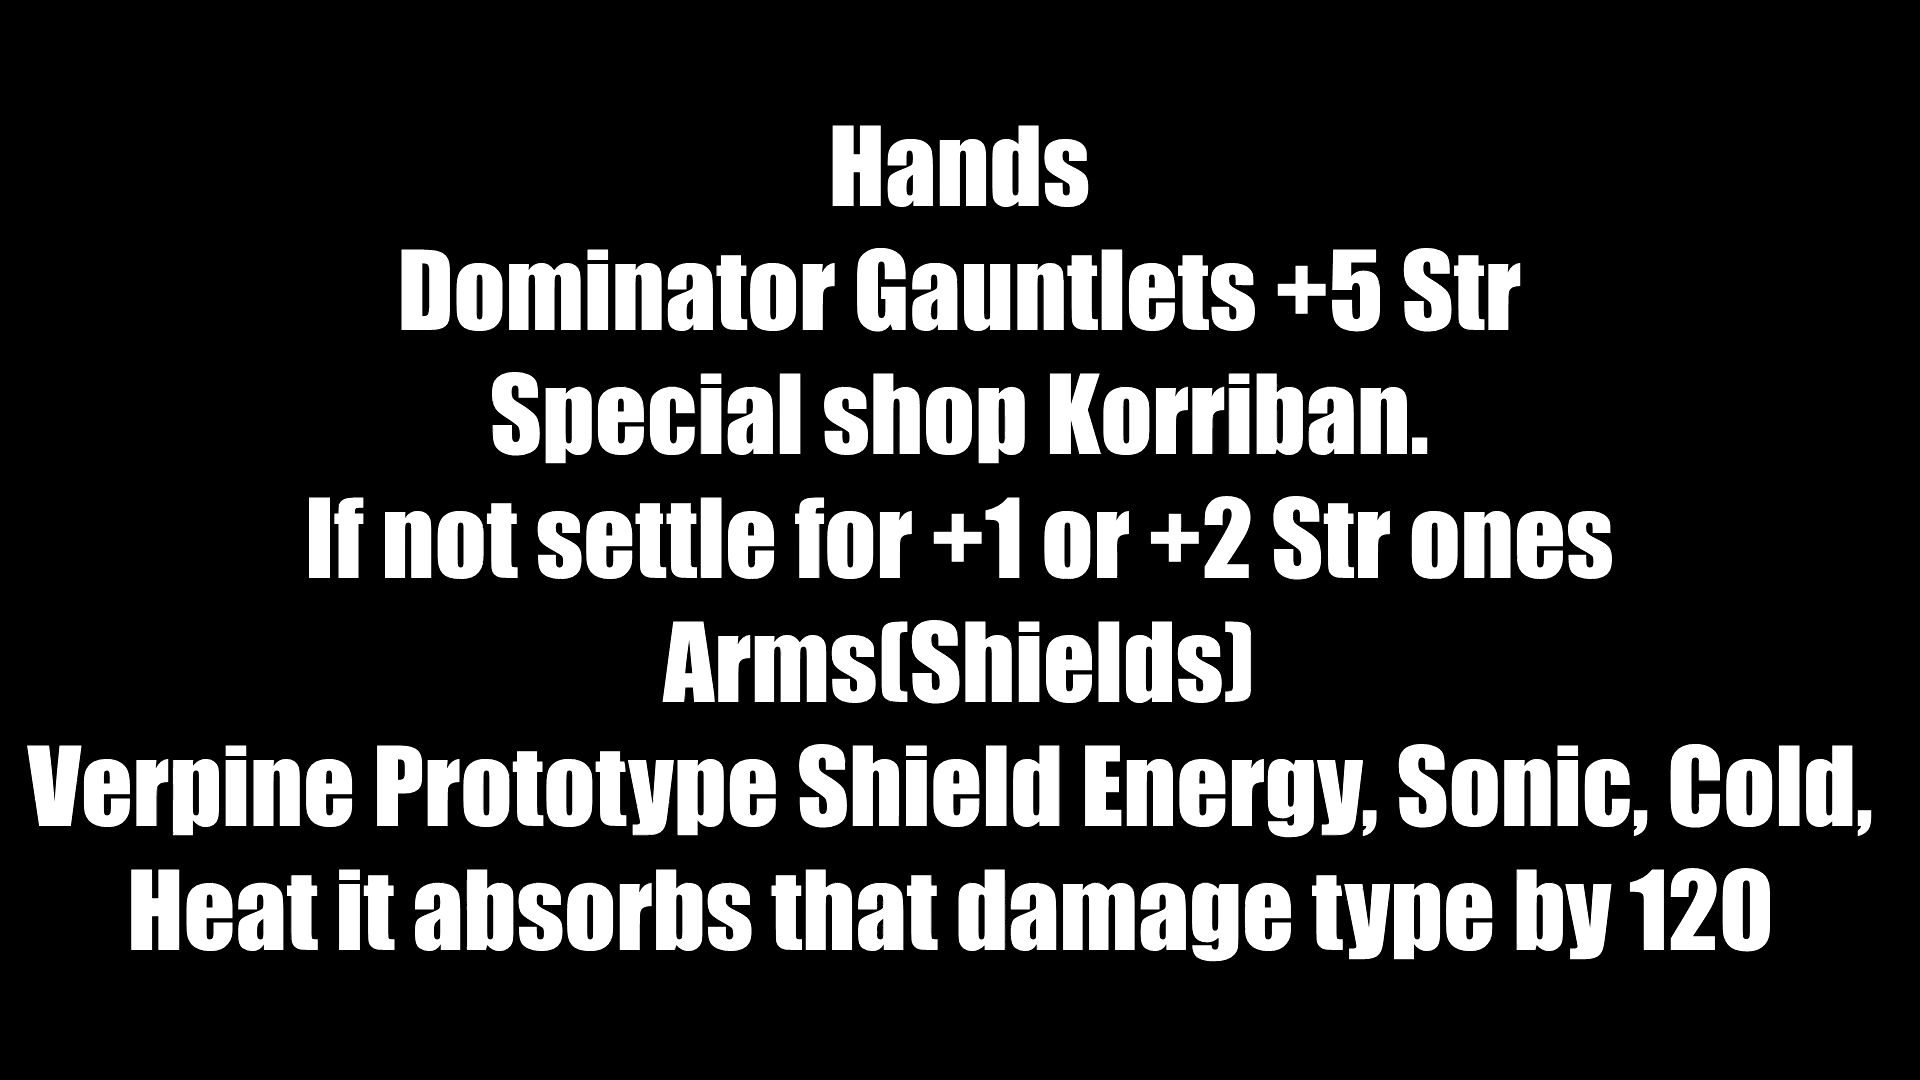 Hands
Dominator Gauntlets +5 Str
Special shop Korriban.
If not settle for +1 or +2 Str ones
Arms(Shields)
Verpine Prototype Shield Energy, Sonic, Cold,
Heat it absorbs that damage type by 120